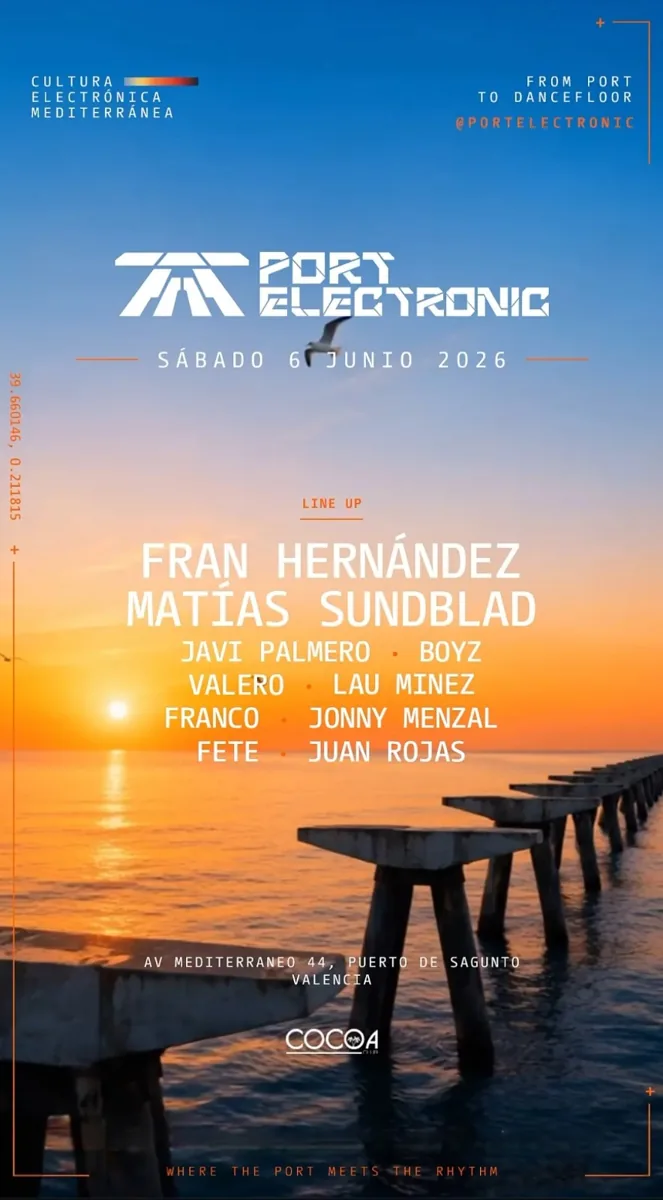 CULTURA
ELECTRÓNICA
MEDITERRÁNEA
FROM PORT
TO DANCEFLOOR
@PORTELECTRONIC
PORT
ELECTRONIC
SÁBADO 6 JUNIO 2026
39.660146, 0.211815
LINE UP
FRAN HERNÁNDEZ
MATÍAS SUNDBLAD
JAVI PALMERO · BOYZ
VALERO · LAU MINEZ
FRANCO · JONNY MENZAL
FETE · JUAN ROJAS
AV MEDITERRANEO 44, PUERTO DE SAGUNTO
VALENCIA
COCOA
WHERE THE PORT MEETS THE RHYTHM